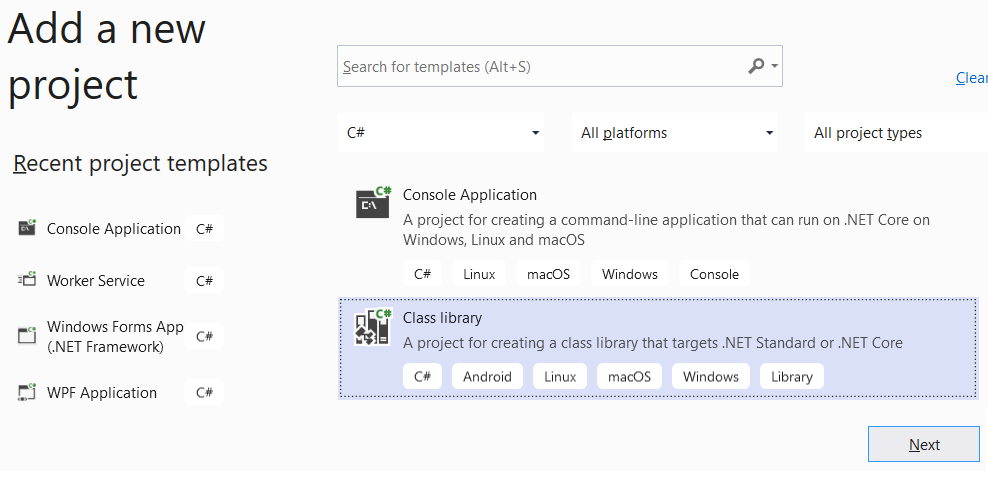 Add a new
project
Search for templates (Alt+S)
Clear
C#
All platforms
All project types
Recent project templates
Console Application C#
Worker Service C#
Windows Forms App
(.NET Framework) C#
WPF Application C#
C#
C:\
Console Application
A project for creating a command-line application that can run on .NET Core on
Windows, Linux and macOS
C# Linux macOS Windows Console
C#
Class library
A project for creating a class library that targets .NET Standard or .NET Core
C# Android Linux macOS Windows Library
Next